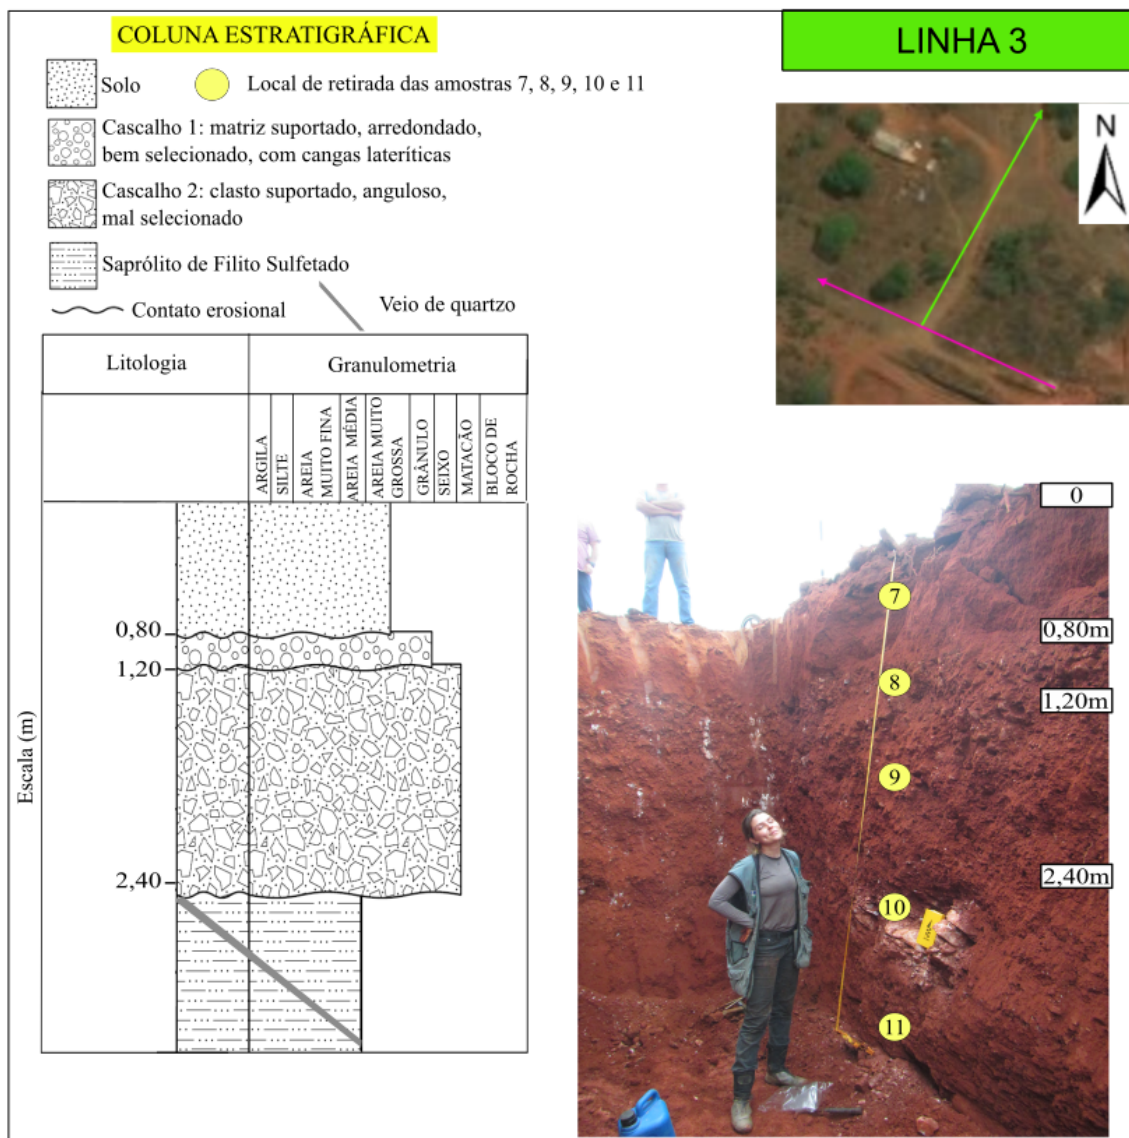 COLUNA ESTRATIGRÁFICA
LINHA 3
Solo
Local de retirada das amostras 7, 8, 9, 10 e 11
Cascalho 1: matriz suportado, arredondado,
bem selecionado, com cangas lateríticas
Cascalho 2: clasto suportado, anguloso,
mal selecionado
Saprólito de Filito Sulfetado
Contato erosional
Veio de quartzo
N
Litologia
Granulometria
ARGILA
SILTE
AREIA
MUITO FINA
AREIA MÉDIA
AREIA MUITO
GROSSA
GRÂNULO
SEIXO
MATACÃO
BLOCO DE
ROCHA
Escala (m)
0,80
1,20
2,40
0
7
0,80m
8
1,20m
9
2,40m
10
11